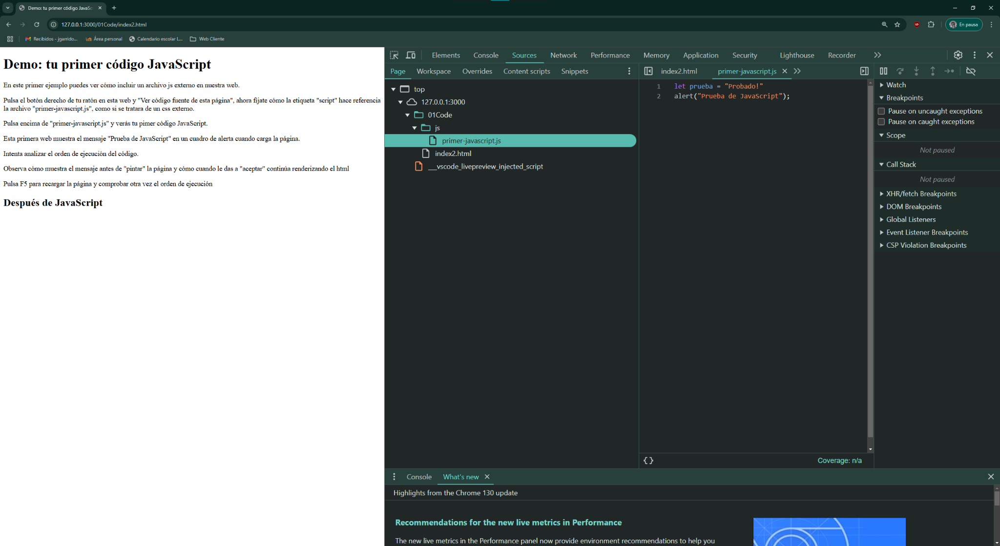 Demo: tu primer código JavaSc
127.0.0.1:3000/01Code/index2.html
En pausa
Recibidos - jgarrido...
Área personal
Calendario escolar L...
Web Cliente
Demo: tu primer código JavaScript
En este primer ejemplo puedes ver cómo incluir un archivo js externo en nuestra web.
Pulsa el botón derecho de tu ratón en esta web y "Ver código fuente de esta página", ahora fijate cómo la etiqueta "script" hace referencia
la archivo "primer-javascript.js", como si se tratara de un css externo.
Pulsa encima de "primer-javascript.js" y verás tu pimer código JavaScript.
Esta primera web muestra el mensaje "Prueba de JavaScript" en un cuadro de alerta cuando carga la página.
Intenta analizar el orden de ejecución del código.
Observa cómo muestra el mensaje antes de "pintar" la página y cómo cuando le das a "aceptar" continúa renderizando el html
Pulsa F5 para recargar la página y comprobar otra vez el orden de ejecución
Después de JavaScript
Elements
Console
Sources
Network
Performance
Memory
Application
Security
Lighthouse
Recorder
Page
Workspace
Overrides
Content scripts
Snippets
top
127.0.0.1:3000
01Code
js
primer-javascript.js
index2.html
__vscode_livepreview_injected_script
index2.html
primer-javascript.js
1 let prueba = "Probado!"
2 alert("Prueba de JavaScript");
{}
Coverage: n/a
Watch
Breakpoints
Pause on uncaught exceptions
Pause on caught exceptions
Scope
Not paused
Call Stack
Not paused
XHR/fetch Breakpoints
DOM Breakpoints
Global Listeners
Event Listener Breakpoints
CSP Violation Breakpoints
Console
What's new
Highlights from the Chrome 130 update
Recommendations for the new live metrics in Performance
The new live metrics in the Performance panel now provide environment recommendations to help you